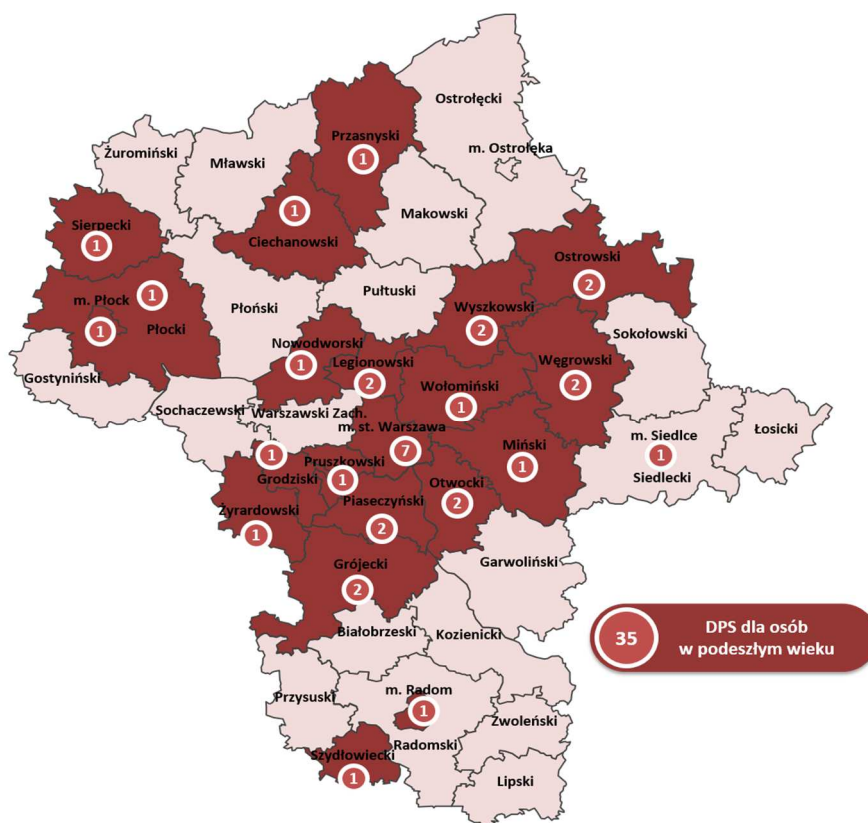 Ostrołęcki
Przasnyski
1
m. Ostrołęka
Żuromiński
Mławski
Makowski
1
Ciechanowski
Sierpecki
1
Ostrowski
2
m. Płock
1
1
Płocki
Płoński
Pułtuski
Wyszkowski
2
Sokołowski
Nowodworski
1
Legionowski
2
Węgrowski
2
Gostyniński
Wołomiński
1
Sochaczewski
Warszawski Zach.
m. st. Warszawa
7
m. Siedlce
1
Siedlecki
Łosicki
1
Grodziski
Pruszkowski
1
Miński
1
Otwocki
2
Piaseczyński
2
Żyrardowski
1
Garwoliński
Grójecki
2
Białobrzeski
Kozienicki
35
DPS dla osób
w podeszłym wieku
Przysuski
m. Radom
1
Zwoleński
Radomski
Szydłowiecki
1
Lipski